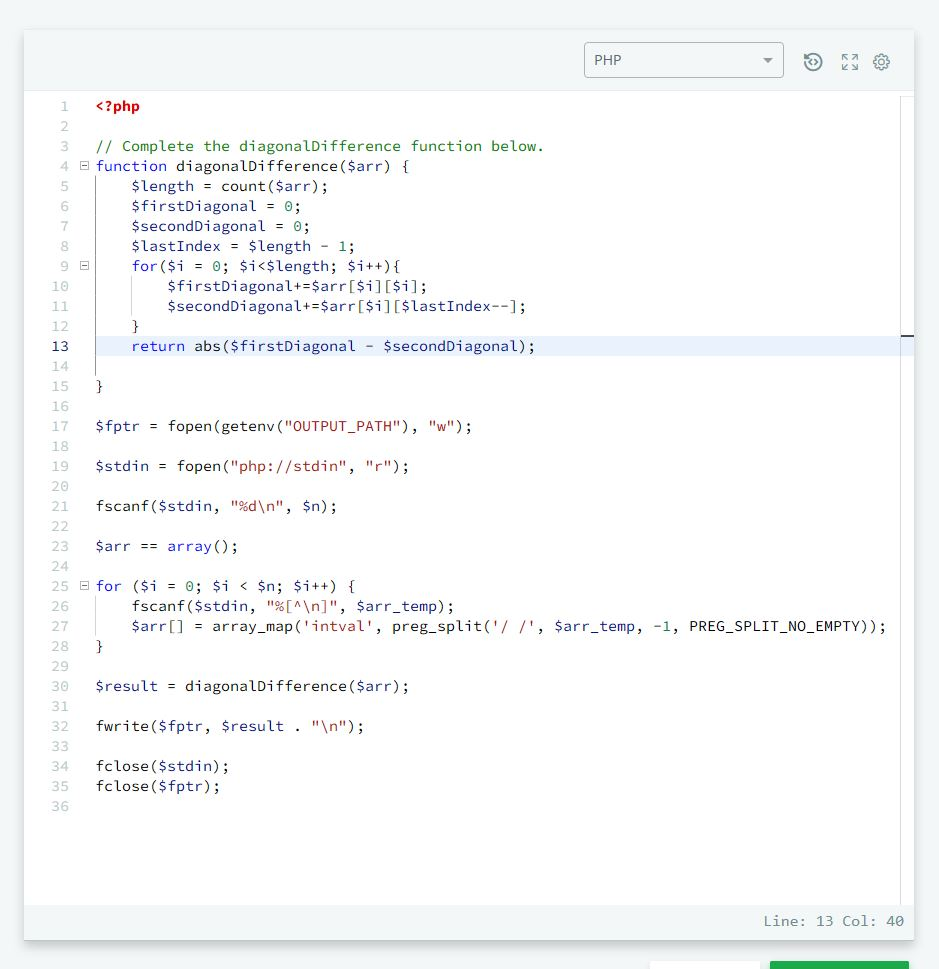 PHP
1 <?php
2
3 // Complete the diagonalDifference function below.
4 function diagonalDifference($arr) {
5     $length = count($arr);
6     $firstDiagonal = 0;
7     $secondDiagonal = 0;
8     $lastIndex = $length - 1;
9     for($i = 0; $i<$length; $i++){
10         $firstDiagonal+=$arr[$i][$i];
11         $secondDiagonal+=$arr[$i][$lastIndex--];
12     }
13     return abs($firstDiagonal - $secondDiagonal);
14
15 }
16
17 $fptr = fopen(getenv("OUTPUT_PATH"), "w");
18
19 $stdin = fopen("php://stdin", "r");
20
21 fscanf($stdin, "%d\n", $n);
22
23 $arr == array();
24
25 for ($i = 0; $i < $n; $i++) {
26     fscanf($stdin, "%[^\n]", $arr_temp);
27     $arr[] = array_map('intval', preg_split('/ /', $arr_temp, -1, PREG_SPLIT_NO_EMPTY));
28 }
29
30 $result = diagonalDifference($arr);
31
32 fwrite($fptr, $result . "\n");
33
34 fclose($stdin);
35 fclose($fptr);
36
Line: 13 Col: 40